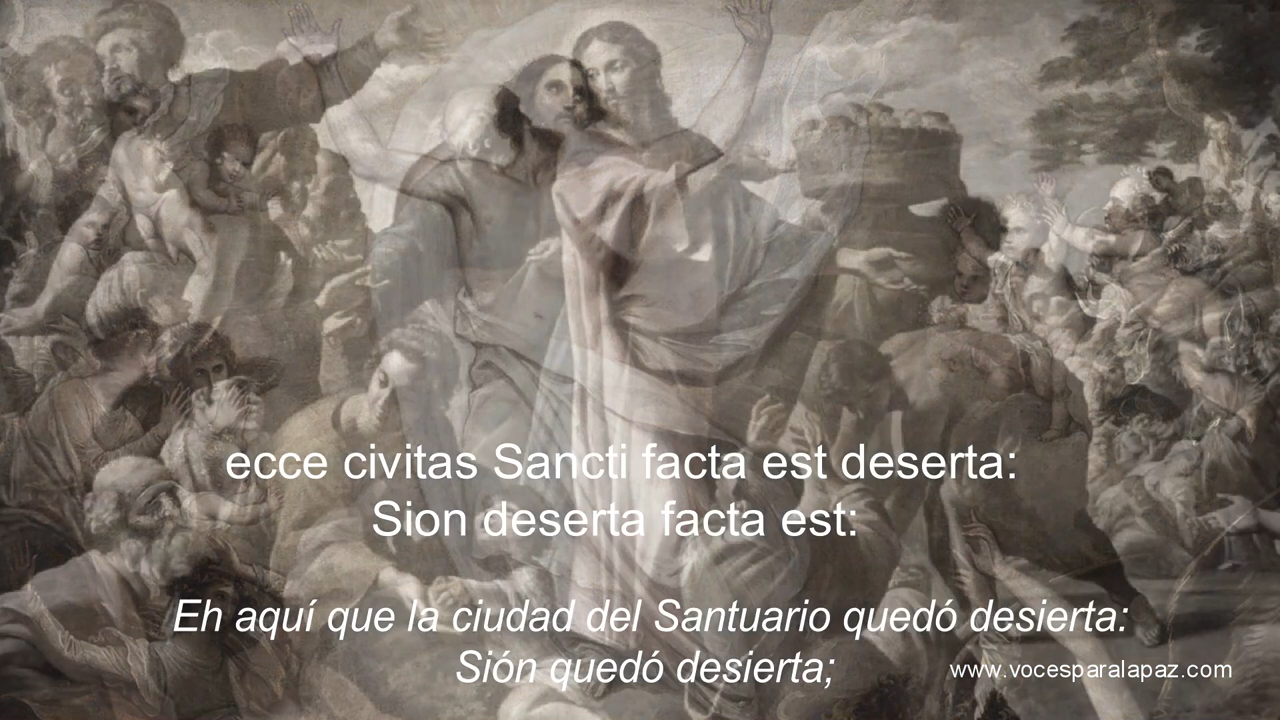 ecce civitas Sancti facta est deserta:
Sion deserta facta est:
Eh aquí que la ciudad del Santuario quedó desierta:
Sión quedó desierta;
www.vocesparalapaz.com